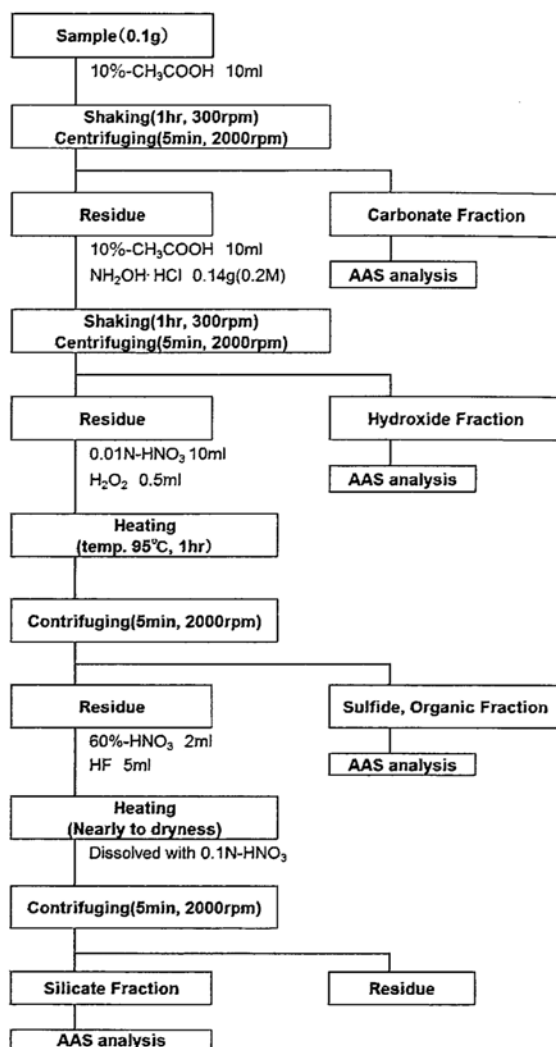 Sample(0.1g)
10%-CH₃COOH 10ml
Shaking(1hr, 300rpm)
Centrifuging(5min, 2000rpm)
Residue
Carbonate Fraction
10%-CH₃COOH 10ml
NH₂OH·HCl 0.14g(0.2M)
AAS analysis
Shaking(1hr, 300rpm)
Centrifuging(5min, 2000rpm)
Residue
Hydroxide Fraction
0.01N-HNO₃ 10ml
H₂O₂ 0.5ml
AAS analysis
Heating
(temp. 95℃, 1hr)
Contrifuging(5min, 2000rpm)
Residue
Sulfide, Organic Fraction
60%-HNO₃ 2ml
HF 5ml
AAS analysis
Heating
(Nearly to dryness)
Dissolved with 0.1N-HNO₃
Contrifuging(5min, 2000rpm)
Silicate Fraction
Residue
AAS analysis